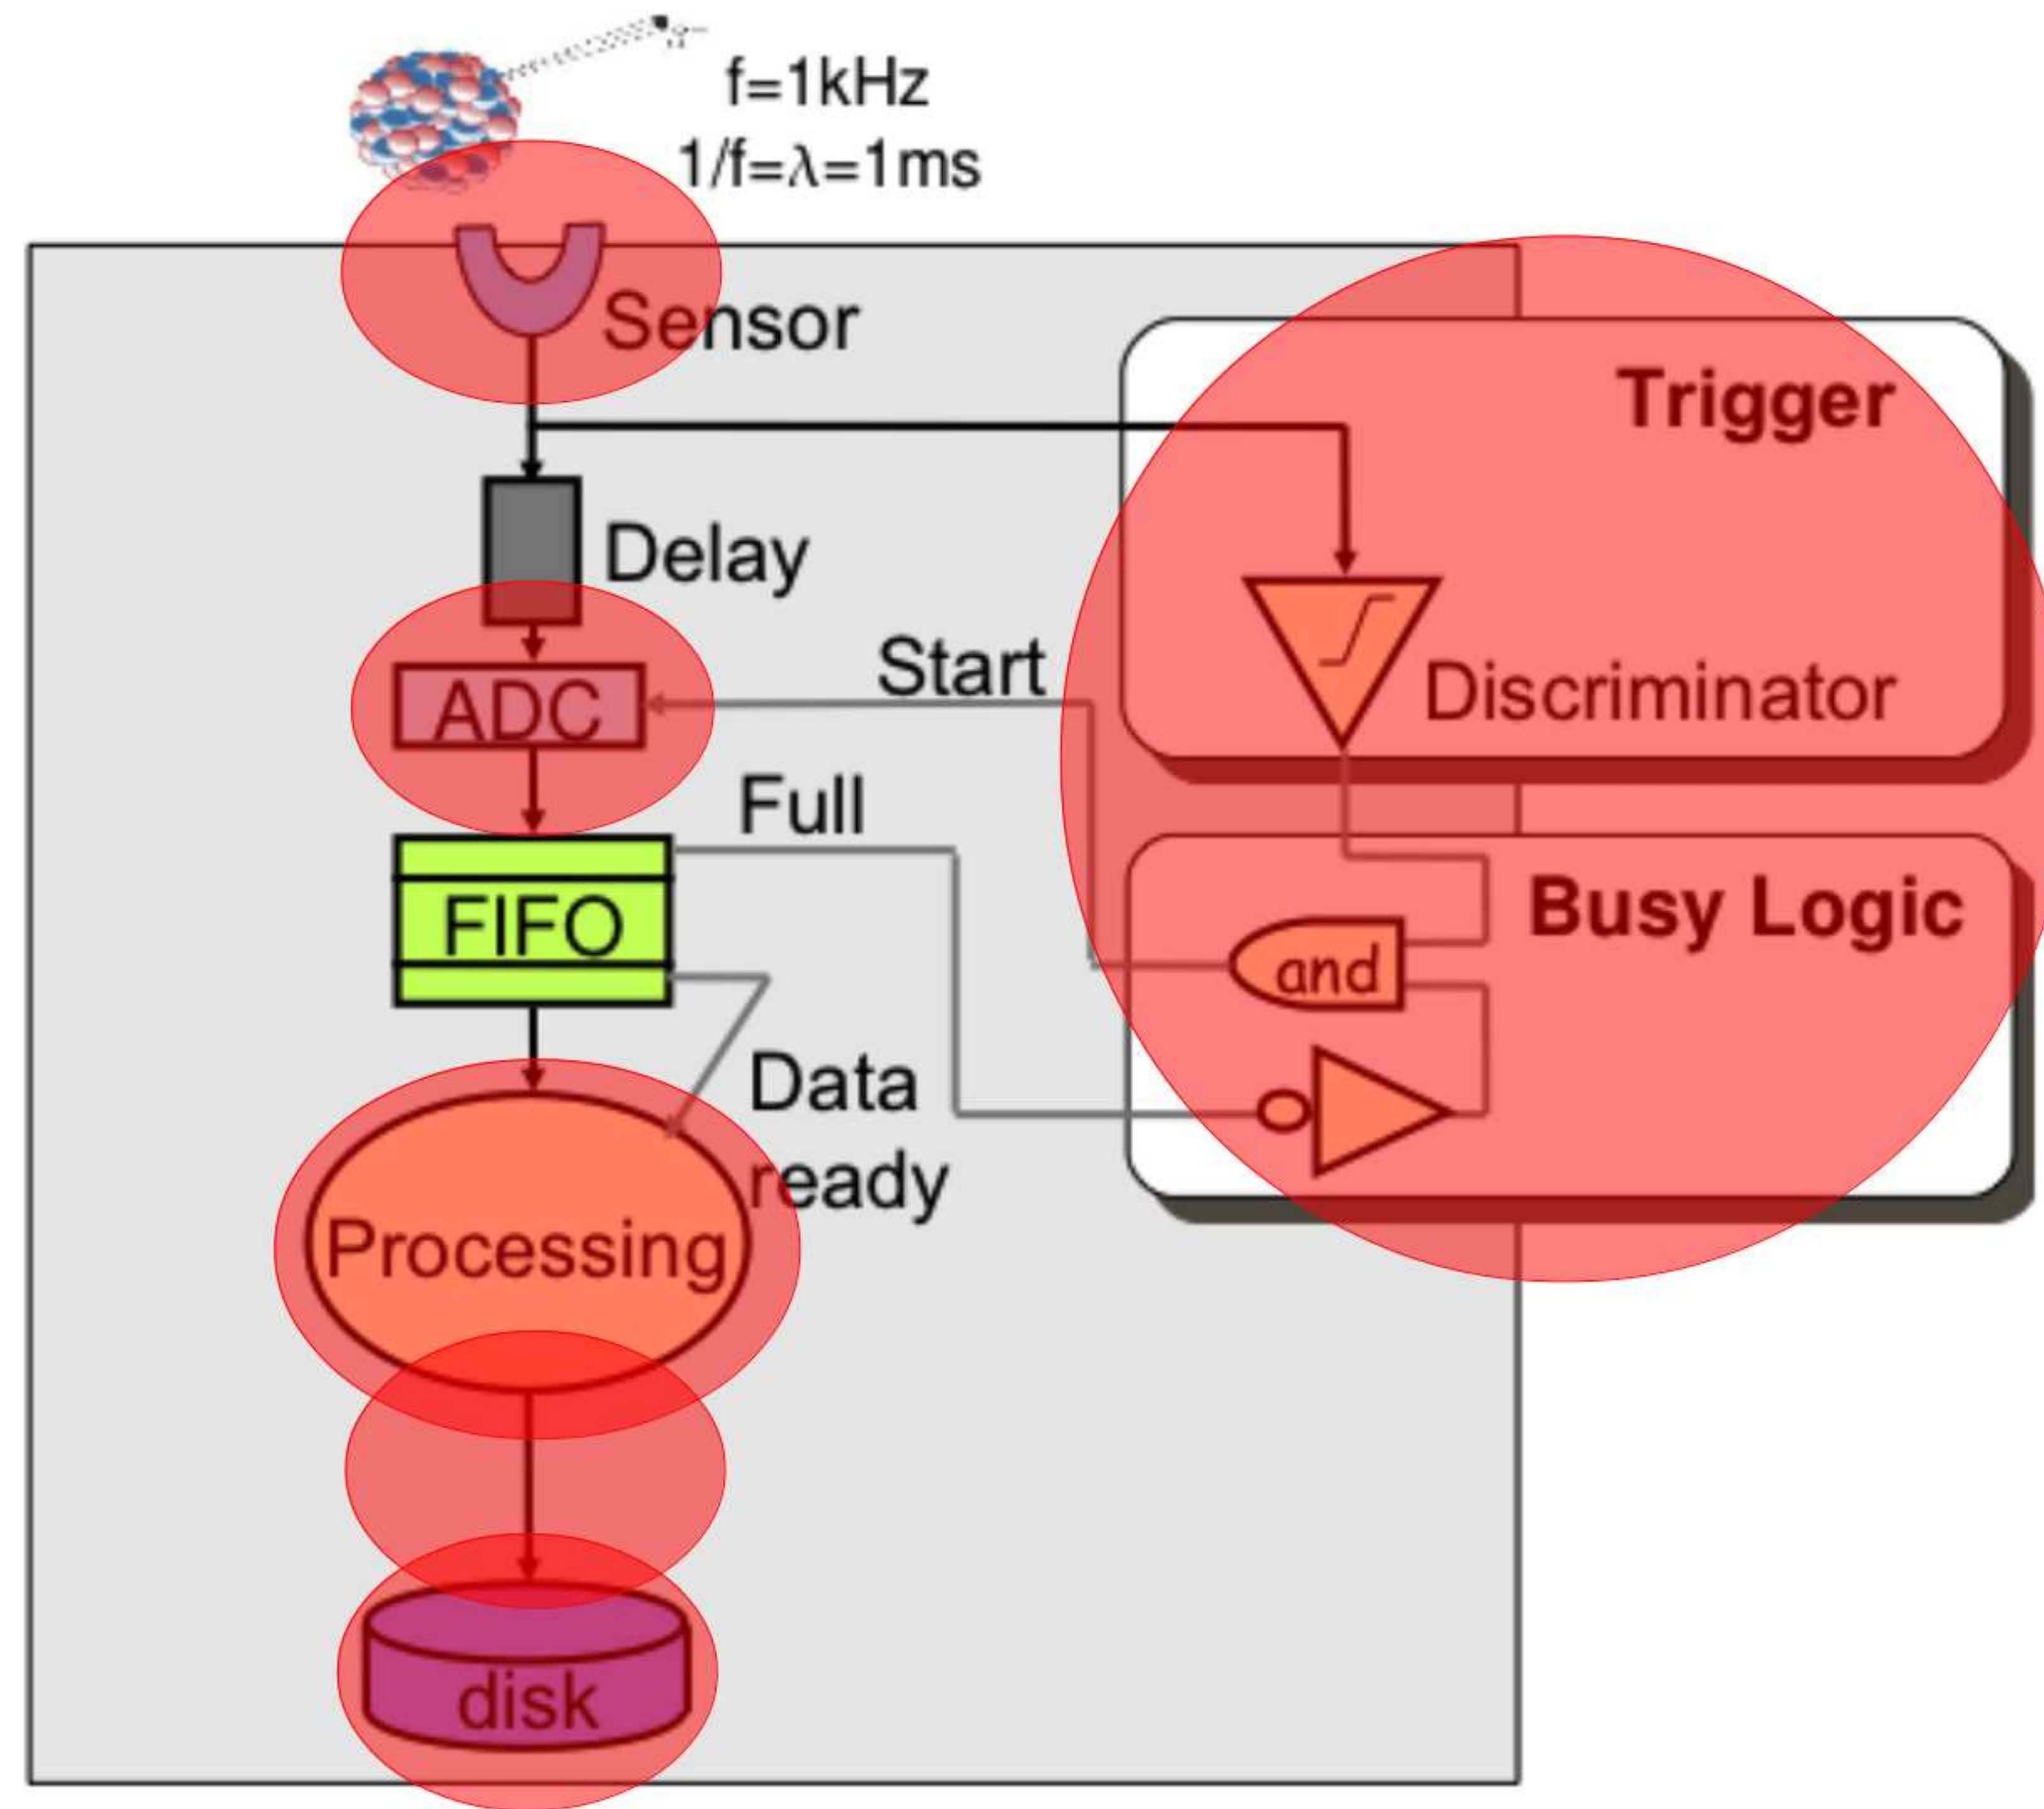 f=1kHz
1/f=λ=1ms
Sensor
Trigger
Delay
Start
Discriminator
ADC
Full
FIFO
Busy Logic
and
Data
ready
Processing
disk